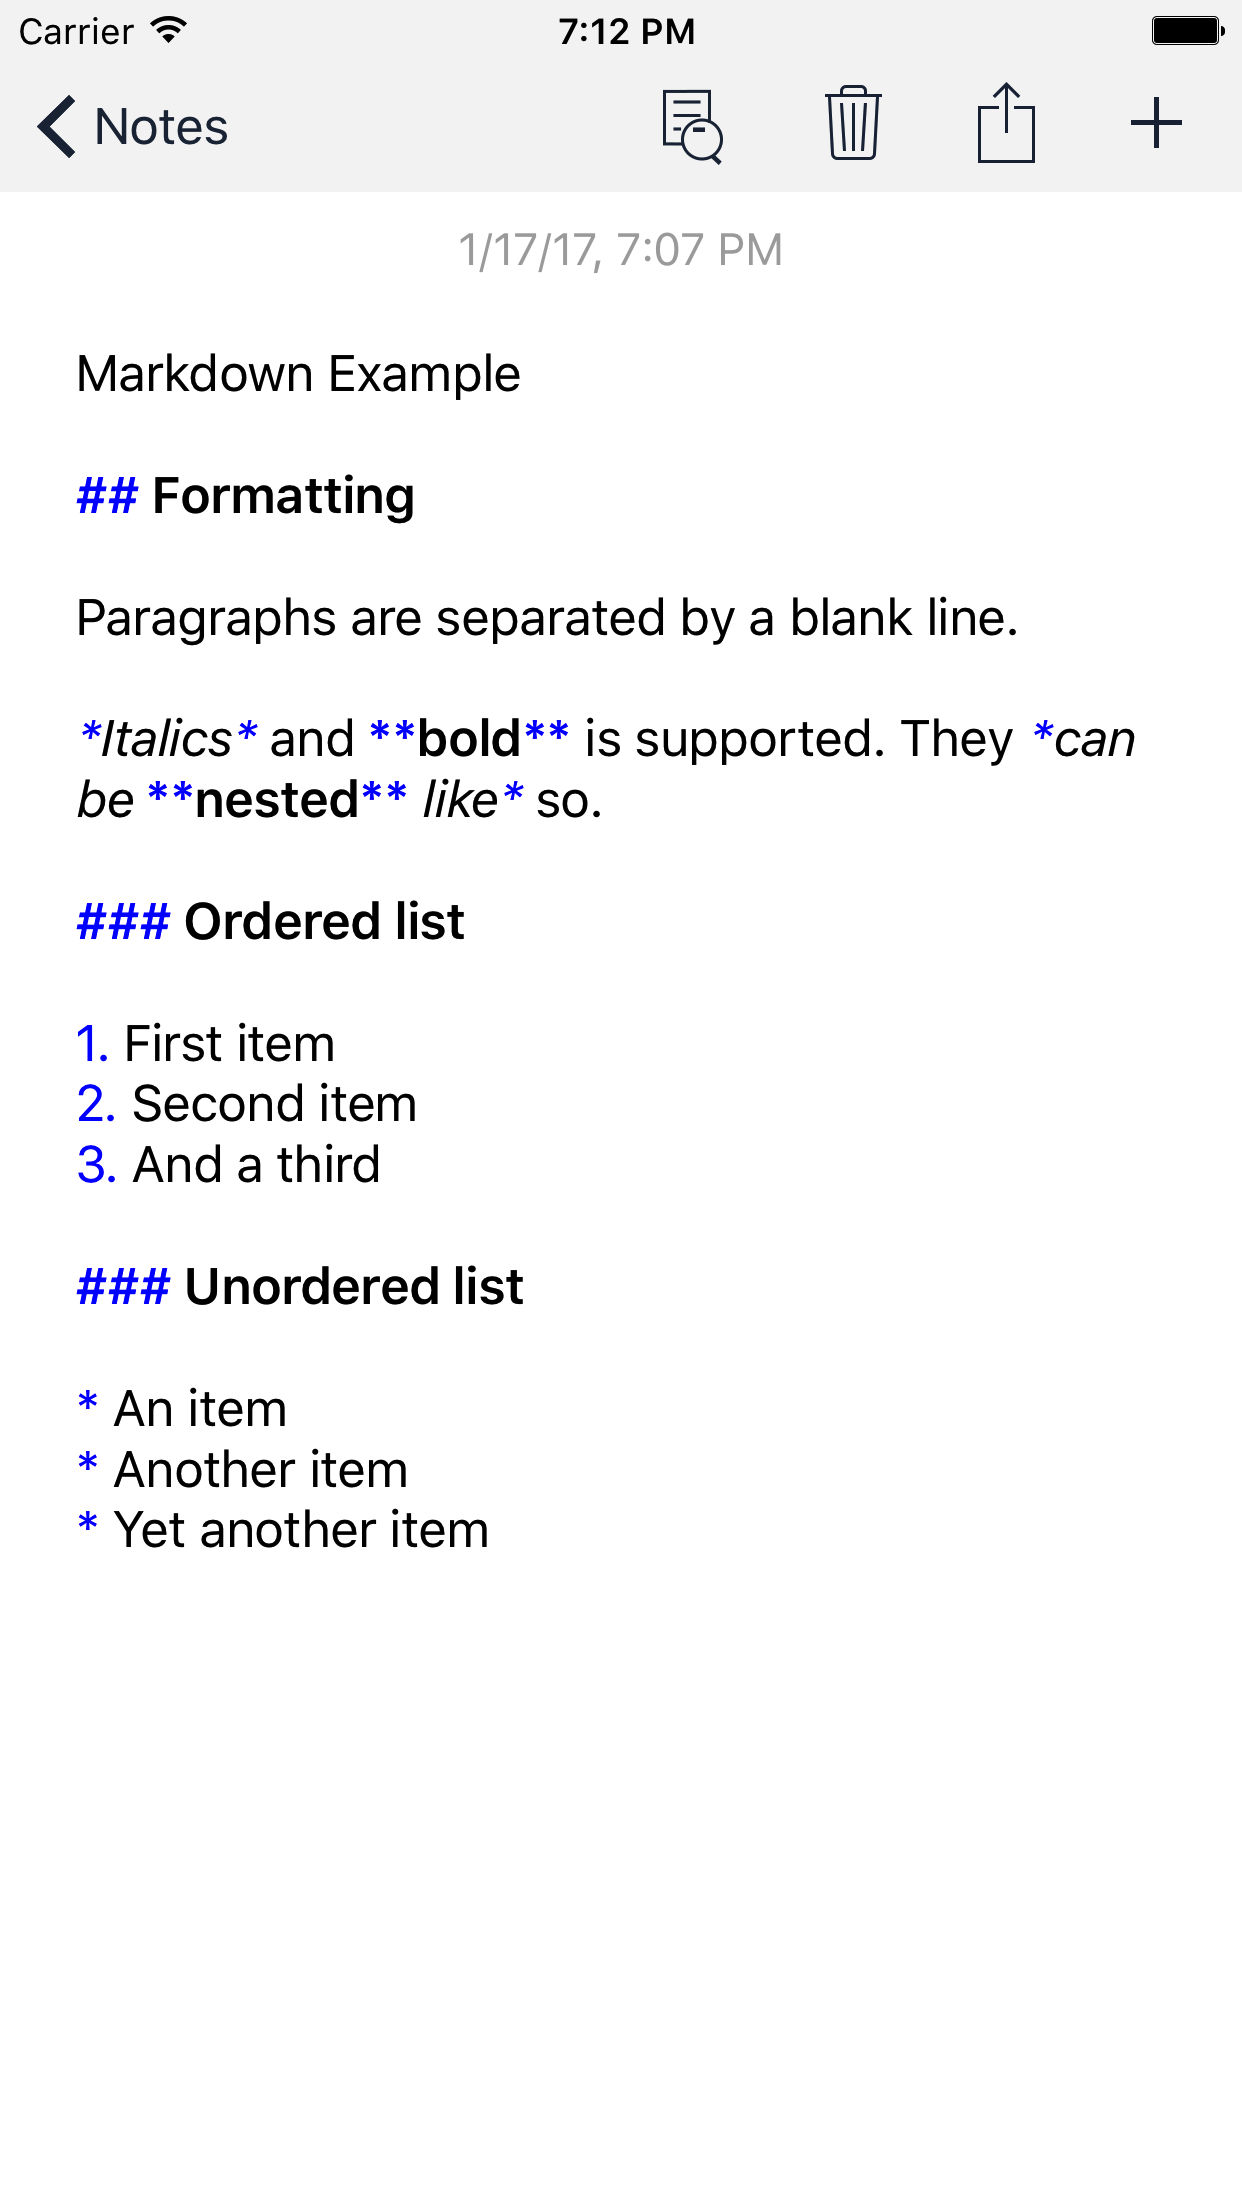 Carrier 7:12 PM
Notes
1/17/17, 7:07 PM
Markdown Example
## Formatting
Paragraphs are separated by a blank line.
*Italics* and **bold** is supported. They *can
be **nested** like* so.
### Ordered list
1. First item
2. Second item
3. And a third
### Unordered list
* An item
* Another item
* Yet another item